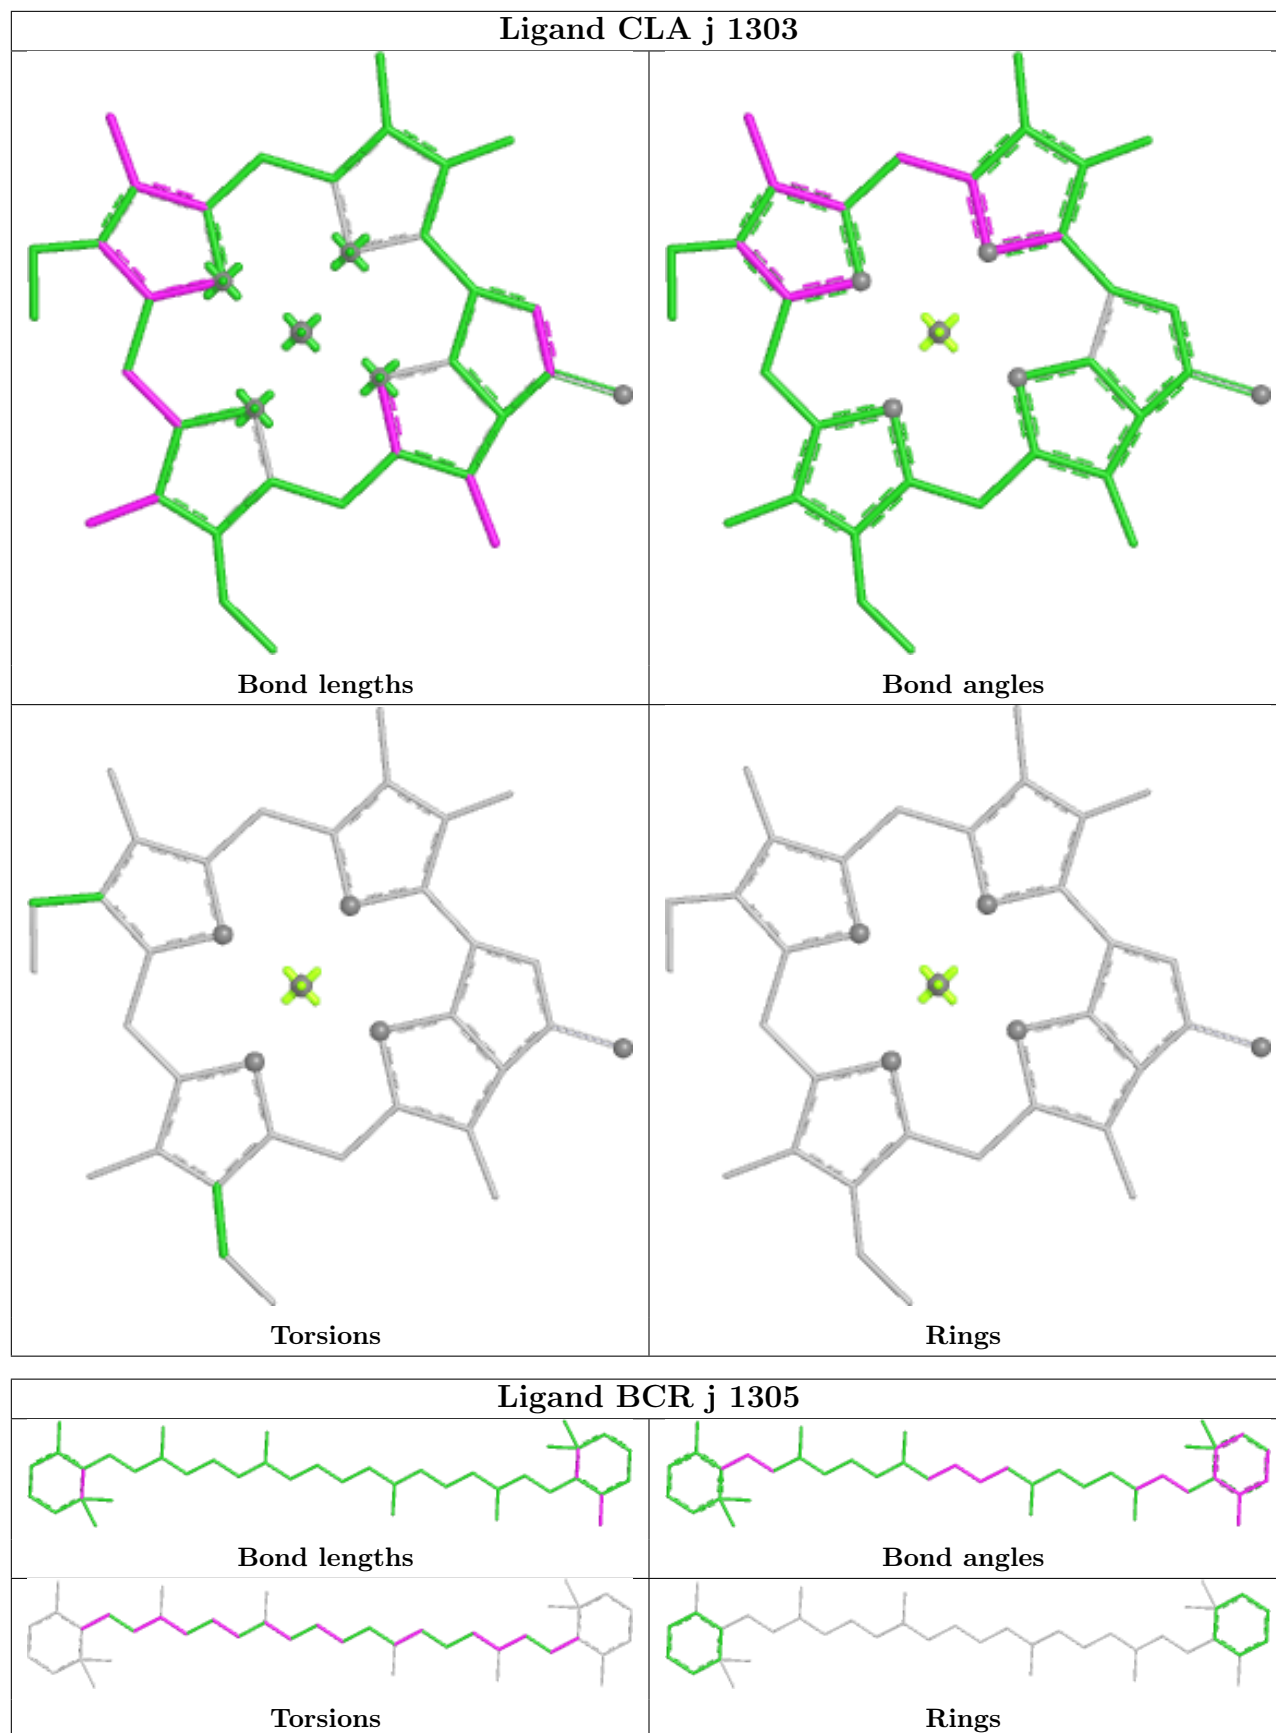 Ligand CLA j 1303
Bond lengths
Bond angles
Torsions
Rings
Ligand BCR j 1305
Bond lengths
Bond angles
Torsions
Rings